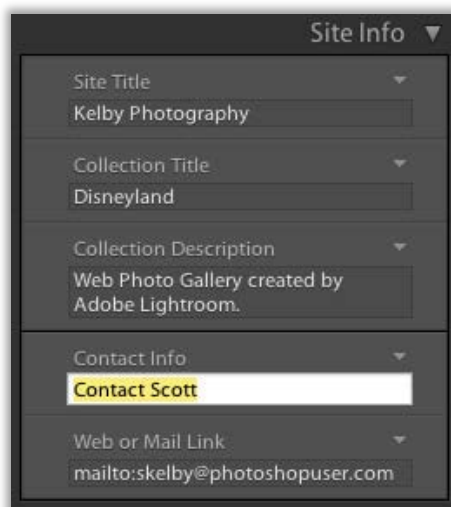 Site Info
Site Title
Kelby Photography
Collection Title
Disneyland
Collection Description
Web Photo Gallery created by
Adobe Lightroom.
Contact Info
Contact Scott
Web or Mail Link
mailto:skelby@photoshopuser.com